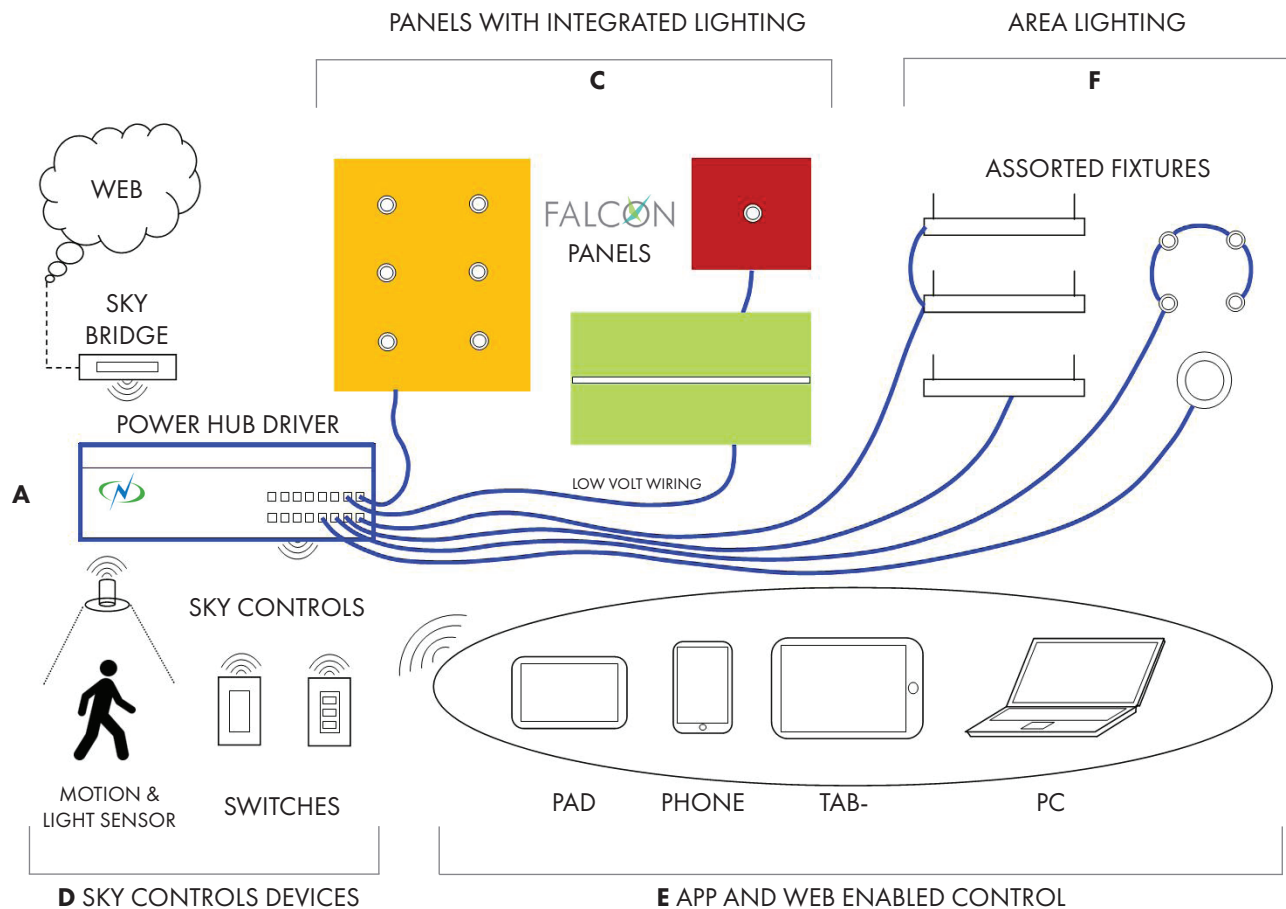 PANELS WITH INTEGRATED LIGHTING
AREA LIGHTING
C
F
WEB
ASSORTED FIXTURES
FALCON
PANELS
SKY
BRIDGE
POWER HUB DRIVER
A
LOW VOLT WIRING
SKY CONTROLS
MOTION &
LIGHT SENSOR
SWITCHES
PAD
PHONE
TAB-
PC
D SKY CONTROLS DEVICES
E APP AND WEB ENABLED CONTROL